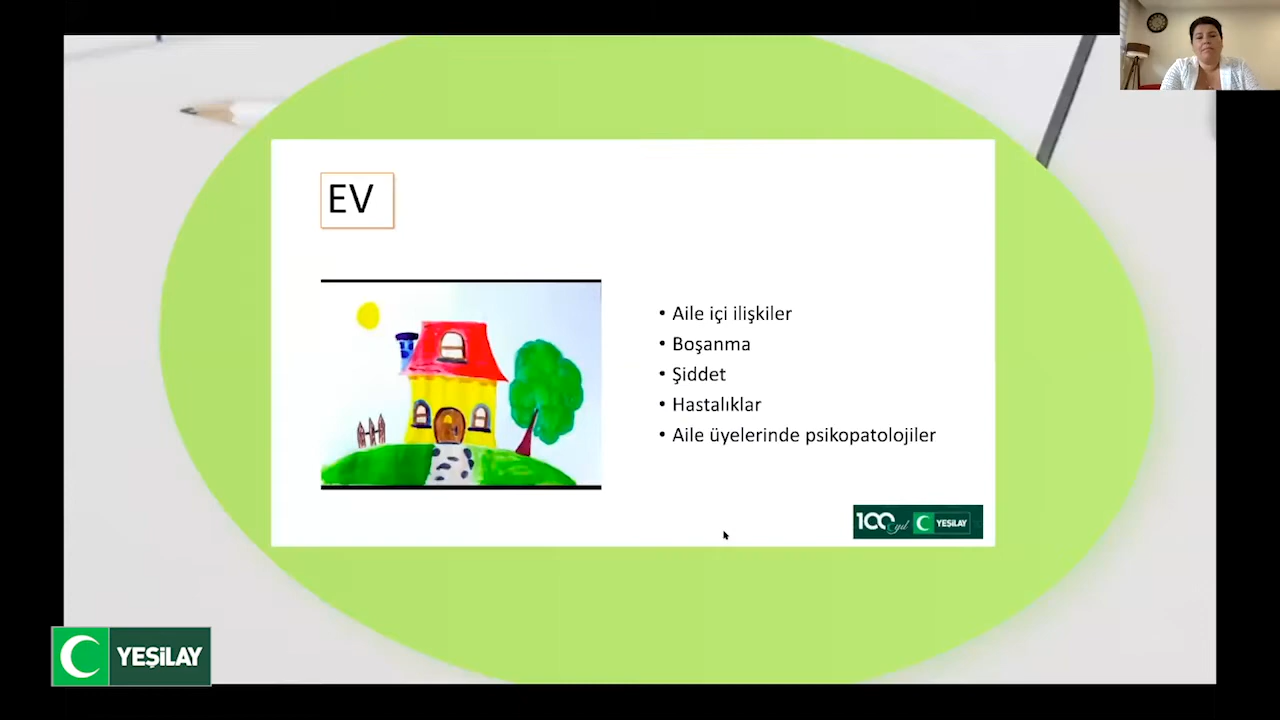 EV
• Aile içi ilişkiler
• Boşanma
• Şiddet
• Hastalıklar
• Aile üyelerinde psikopatolojiler
100 yıl YEŞİLAY
YEŞİLAY